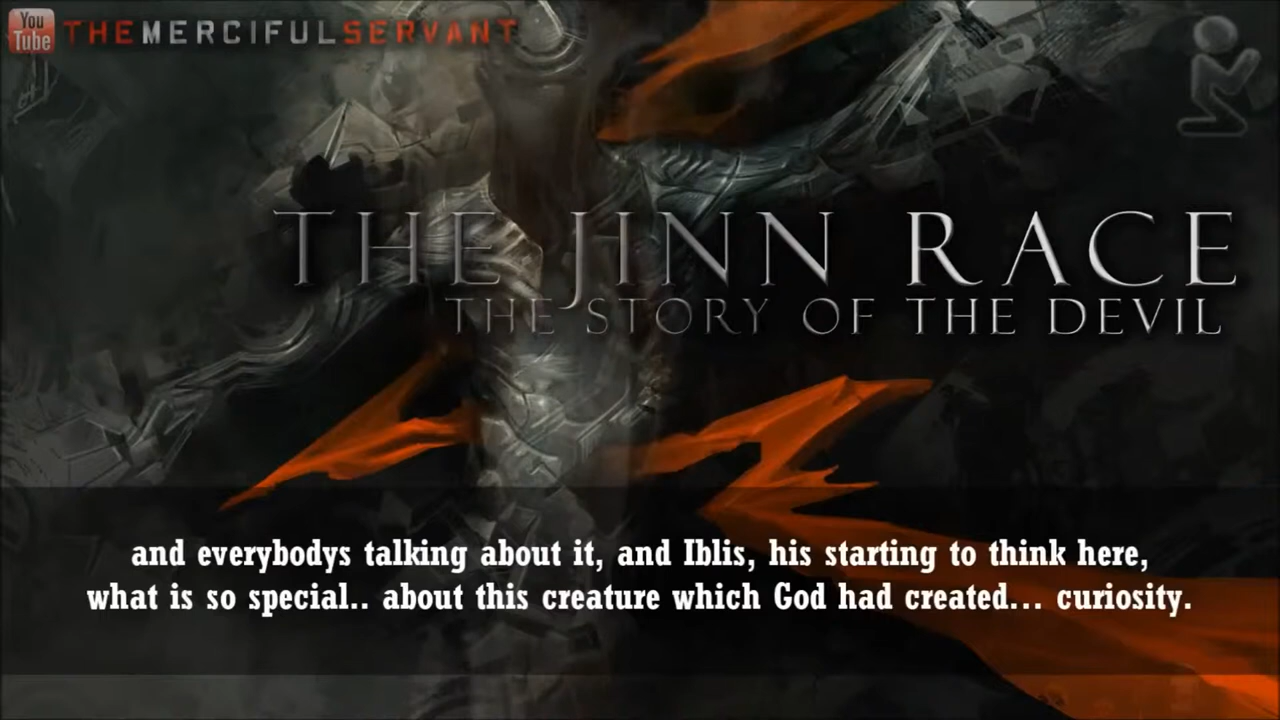 You
Tube
THEMERCIFULSERVANT
THE JINN RACE
THE STORY OF THE DEVIL
and everybodys talking about it, and Iblis, his starting to think here,
what is so special.. about this creature which God had created... curiosity.